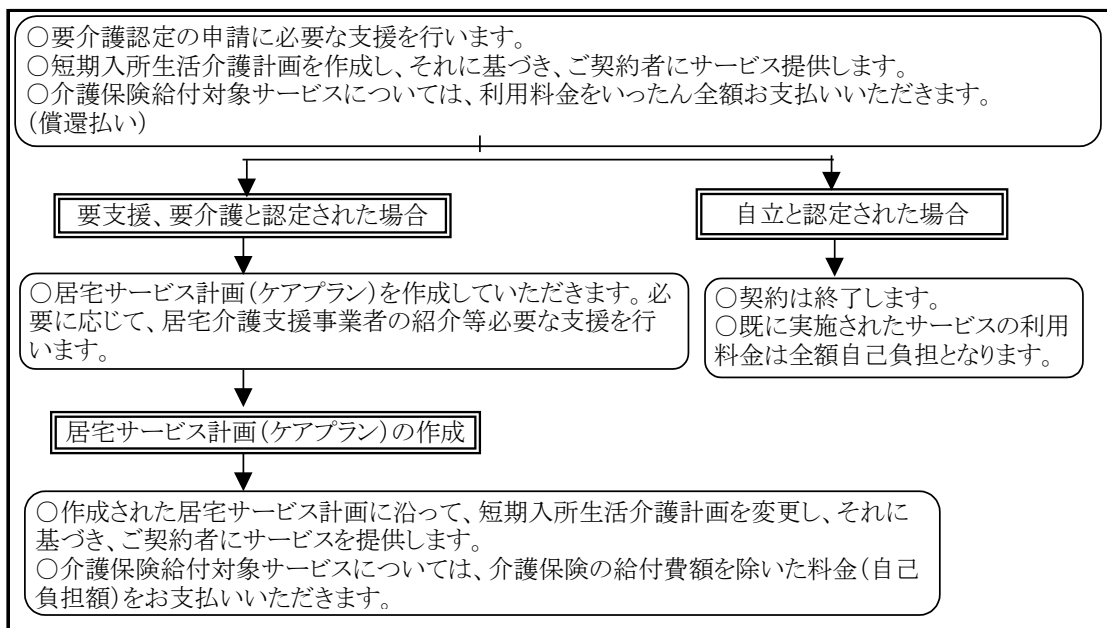 ○要介護認定の申請に必要な支援を行います。
○短期入所生活介護計画を作成し、それに基づき、ご契約者にサービス提供します。
○介護保険給付対象サービスについては、利用料金をいったん全額お支払いいただきます。
(償還払い)
要支援、要介護と認定された場合
自立と認定された場合
○居宅サービス計画(ケアプラン)を作成していただきます。必
要に応じて、居宅介護支援事業者の紹介等必要な支援を行
います。
○契約は終了します。
○既に実施されたサービスの利用
料金は全額自己負担となります。
居宅サービス計画(ケアプラン)の作成
○作成された居宅サービス計画に沿って、短期入所生活介護計画を変更し、それに
基づき、ご契約者にサービスを提供します。
○介護保険給付対象サービスについては、介護保険の給付費額を除いた料金(自己
負担額)をお支払いいただきます。